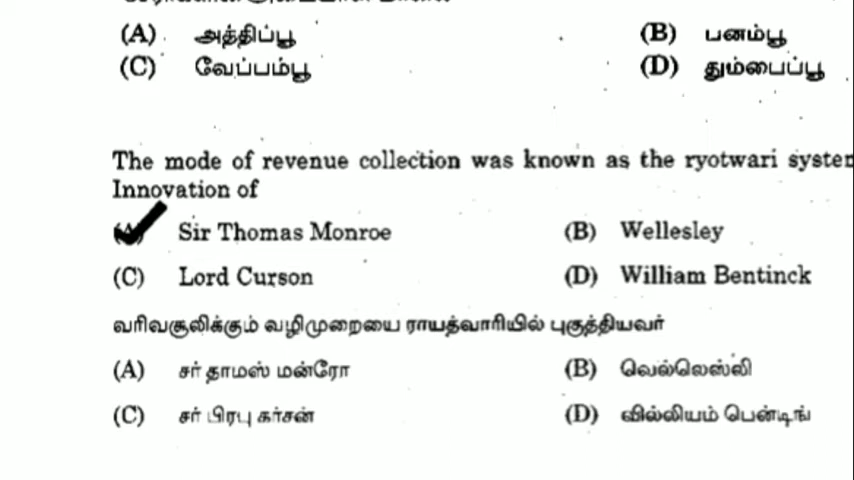 (A) அத்திப்பூ (B) பனம்பூ
(C) வேப்பம்பூ (D) தும்பைப்பூ
The mode of revenue collection was known as the ryotwari system
Innovation of
(A) Sir Thomas Monroe (B) Wellesley
(C) Lord Curson (D) William Bentinck
வரிவசூலிக்கும் வழிமுறையை ராயத்வாரியில் புகுத்தியவர்
(A) சர் தாமஸ் மன்ரோ (B) வெல்லெஸ்லி
(C) சர் பிரபு கர்சன் (D) வில்லியம் பென்டிங்